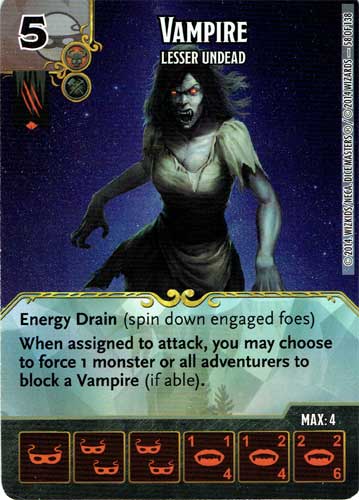 5
VAMPIRE
LESSER UNDEAD
© 2014 WIZKIDS/NECA. DICE MASTERS ©/™ 2014 WIZARDS — 58 OF 138
Energy Drain (spin down engaged foes)
When assigned to attack, you may choose
to force 1 monster or all adventurers to
block a Vampire (if able).
MAX: 4
1 1 4
1 2 4
2 2 6